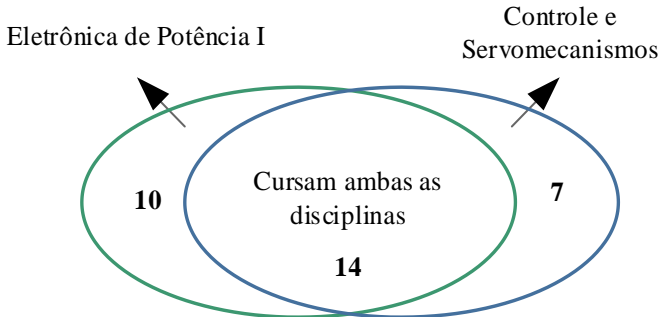 Eletrônica de Potência I
Controle e
Servomecanismos
10
Cursam ambas as
disciplinas
14
7